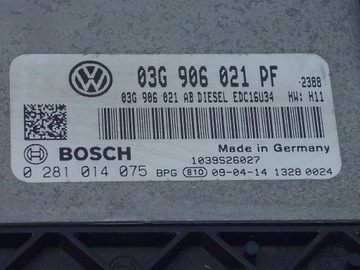 03G 906 021 PF -2388
03G 906 021 AB DIESEL EDC16U34 HW: H11
Made in Germany
BOSCH 1039S26027
0 281 014 075 BPG B10 09-04-14 1328 0024